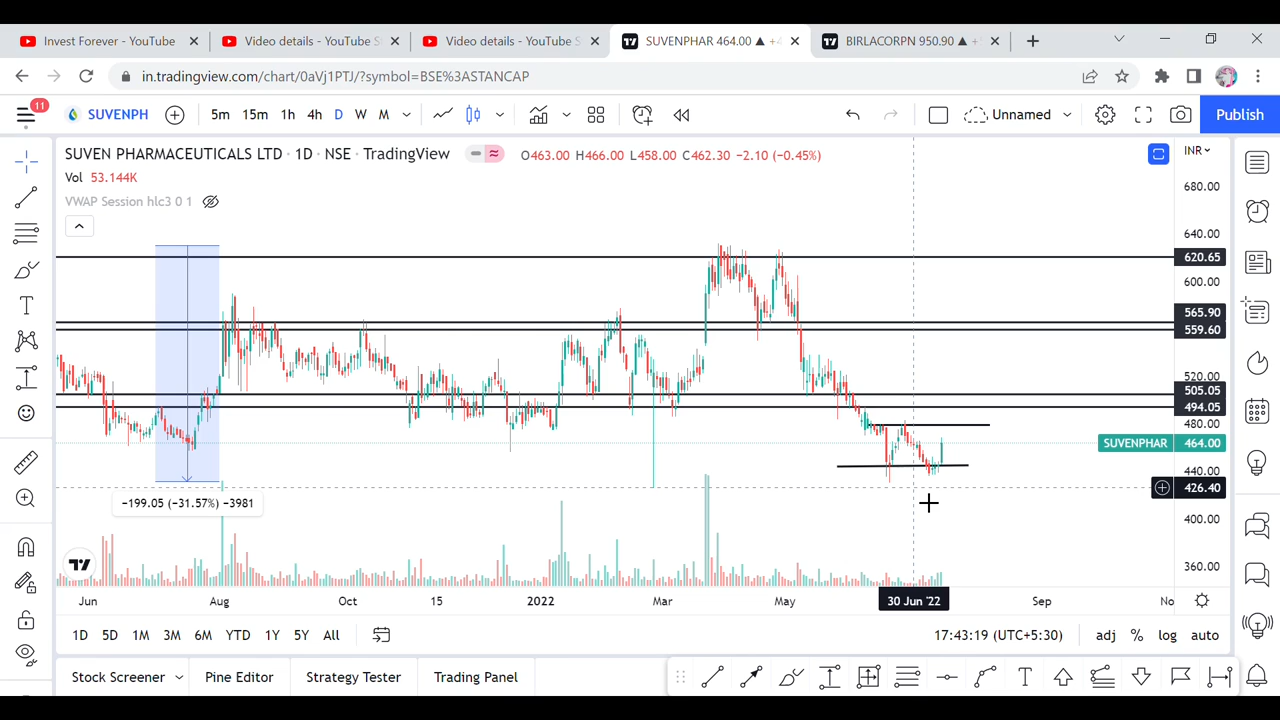 Invest Forever - YouTube
Video details - YouTube S
Video details - YouTube S
SUVENPHAR 464.00 ▲ +4
BIRLACORPN 950.90 ▲ +
in.tradingview.com/chart/0aVj1PTJ/?symbol=BSE%3ASTANCAP
11
SUVENPH
5m 15m 1h 4h D W M
Unnamed
Publish
SUVEN PHARMACEUTICALS LTD · 1D · NSE · TradingView
O463.00 H466.00 L458.00 C462.30 −2.10 (−0.45%)
INR
Vol 53.144K
VWAP Session hlc3 0 1
680.00
640.00
620.65
600.00
565.90
559.60
520.00
505.05
494.05
480.00
SUVENPHAR 464.00
440.00
426.40
400.00
360.00
−199.05 (−31.57%) −3981
Jun Aug Oct 15 2022 Mar May 30 Jun '22 Sep No
1D 5D 1M 3M 6M YTD 1Y 5Y All
17:43:19 (UTC+5:30) adj % log auto
Stock Screener Pine Editor Strategy Tester Trading Panel